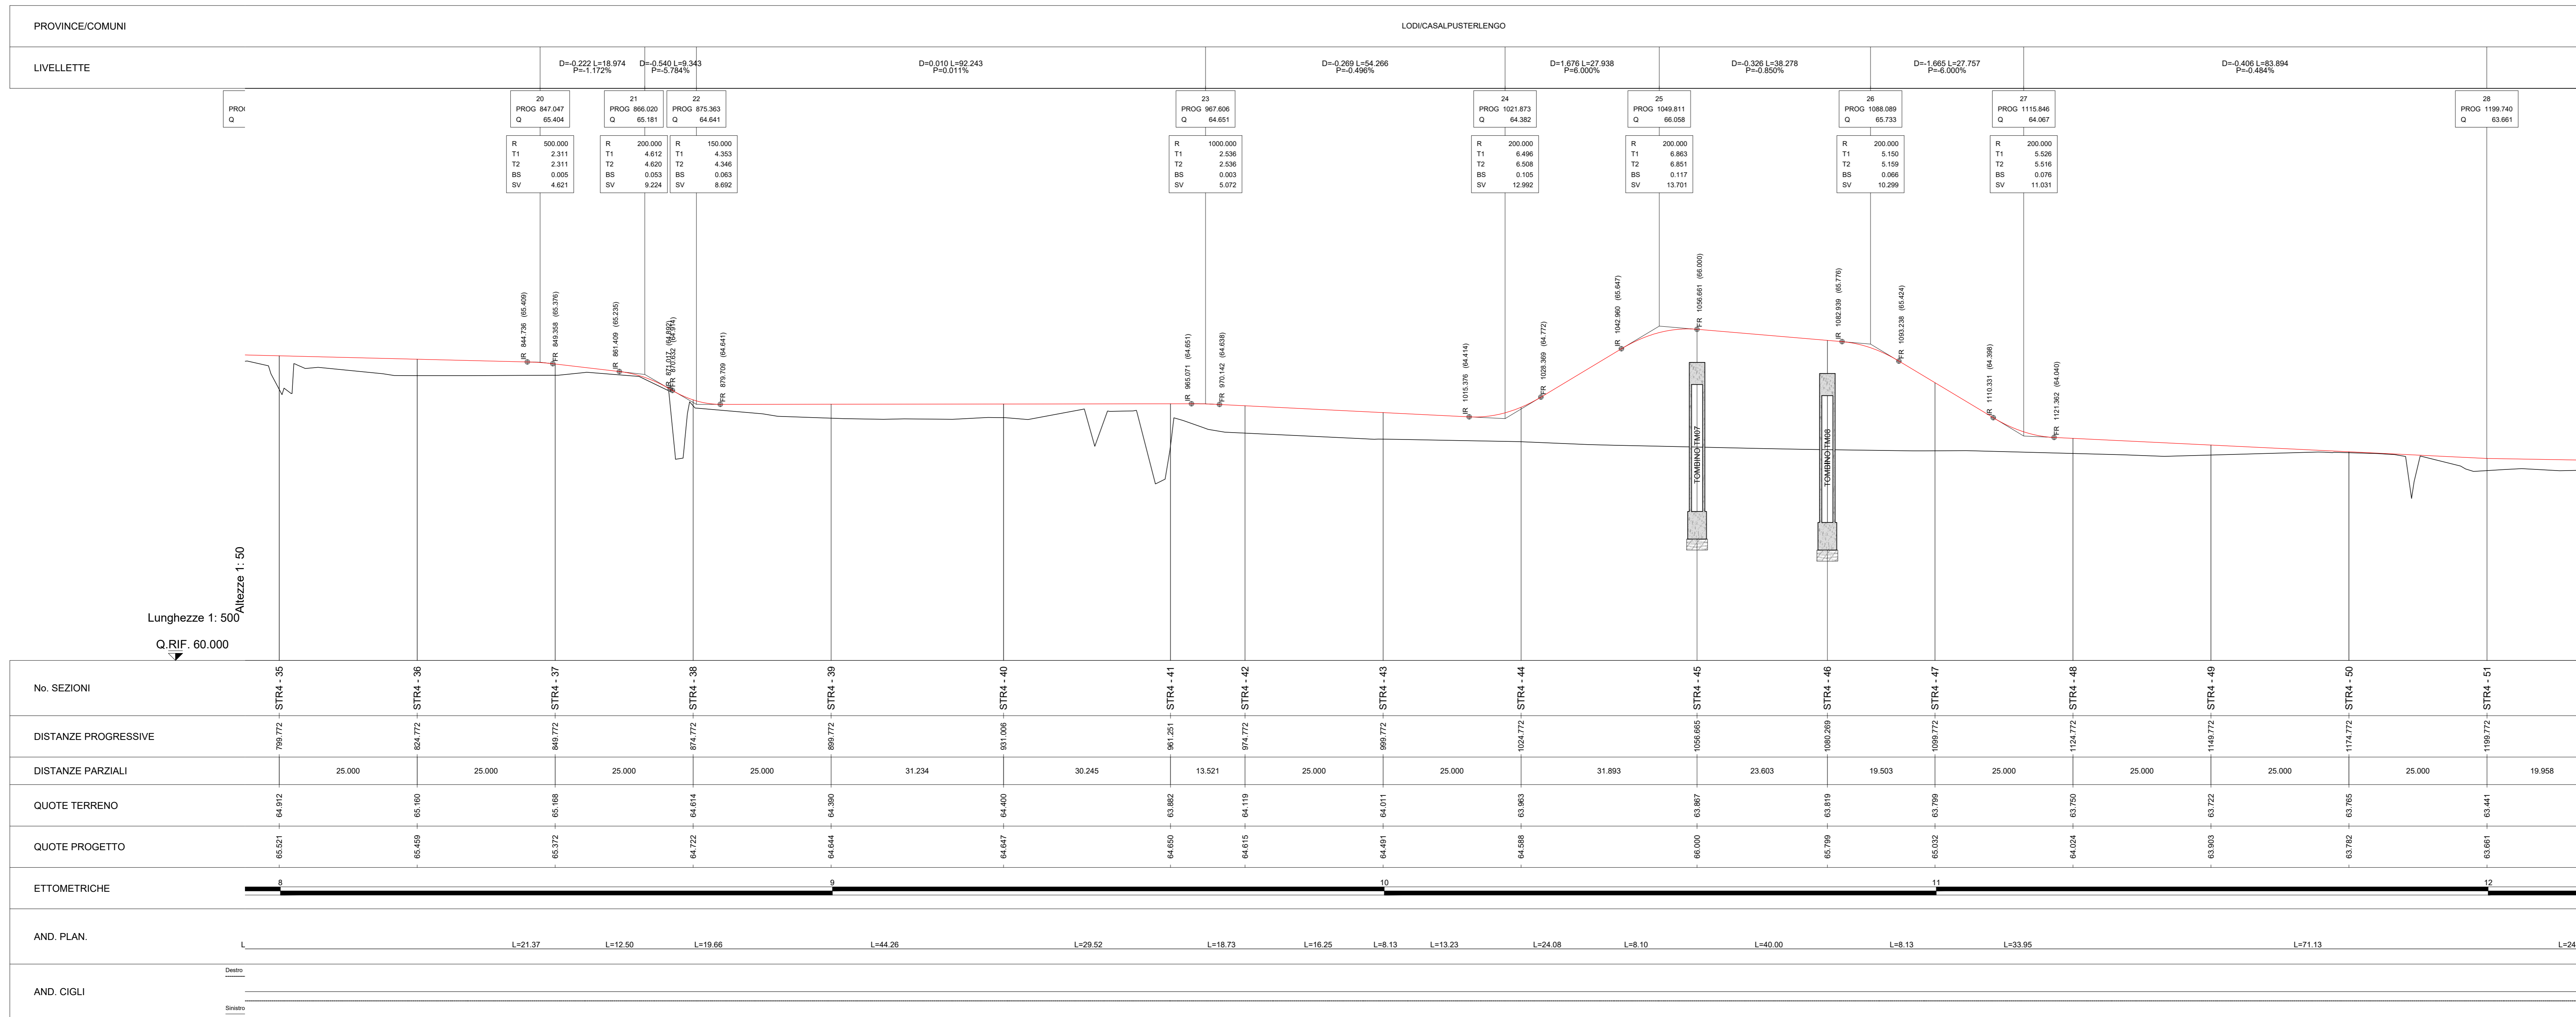 PROVINCE/COMUNI
LODI/CASALPUSTERLENGO
LIVELLETTE
D=-0.222 L=18.974
P=-1.172%
D=-0.540 L=9.343
P=-5.784%
D=0.010 L=92.243
P=0.011%
D=-0.269 L=54.266
P=-0.496%
D=1.676 L=27.938
P=6.000%
D=-0.326 L=38.278
P=-0.850%
D=-1.665 L=27.757
P=-6.000%
D=-0.406 L=83.894
P=-0.484%
Q
20
PROG 847.047
Q 65.404
21
PROG 866.020
Q 65.181
22
PROG 875.363
Q 64.641
23
PROG 967.606
Q 64.651
24
PROG 1021.873
Q 64.382
25
PROG 1049.811
Q 66.058
26
PROG 1088.089
Q 65.733
27
PROG 1115.846
Q 64.067
28
PROG 1199.740
Q 63.661
R 500.000
T1 2.311
T2 2.311
BS 0.005
SV 4.621
R 200.000
T1 4.612
T2 4.620
BS 0.053
SV 9.224
R 150.000
T1 4.353
T2 4.346
BS 0.063
SV 8.692
R 1000.000
T1 2.536
T2 2.536
BS 0.003
SV 5.072
R 200.000
T1 6.496
T2 6.508
BS 0.105
SV 12.992
R 200.000
T1 6.863
T2 6.851
BS 0.117
SV 13.701
R 200.000
T1 5.150
T2 5.159
BS 0.066
SV 10.299
R 200.000
T1 5.526
T2 5.516
BS 0.076
SV 11.031
IR 844.736 (65.409)
FR 849.358 (65.376)
IR 861.409 (65.235)
IR 871.017 (64.892)
FR 870.632 (64.914)
FR 879.709 (64.641)
IR 965.071 (64.651)
FR 970.142 (64.638)
IR 1015.376 (64.414)
FR 1028.369 (64.772)
IR 1042.960 (65.647)
FR 1056.661 (66.000)
IR 1082.939 (65.776)
FR 1093.238 (65.424)
IR 1110.331 (64.398)
FR 1121.362 (64.040)
TOMBINO TM07
TOMBINO TM08
Altezze 1: 50
Lunghezze 1: 500
Q.RIF. 60.000
No. SEZIONI
STR4 - 35
STR4 - 36
STR4 - 37
STR4 - 38
STR4 - 39
STR4 - 40
STR4 - 41
STR4 - 42
STR4 - 43
STR4 - 44
STR4 - 45
STR4 - 46
STR4 - 47
STR4 - 48
STR4 - 49
STR4 - 50
STR4 - 51
DISTANZE PROGRESSIVE
799.772
824.772
849.772
874.772
899.772
931.006
961.251
974.772
999.772
1024.772
1056.665
1080.269
1099.772
1124.772
1149.772
1174.772
1199.772
DISTANZE PARZIALI
25.000
25.000
25.000
25.000
31.234
30.245
13.521
25.000
25.000
31.893
23.603
19.503
25.000
25.000
25.000
25.000
19.958
QUOTE TERRENO
64.912
65.160
65.168
64.614
64.390
64.400
63.882
64.119
64.011
63.963
63.867
63.819
63.799
63.750
63.722
63.765
63.441
QUOTE PROGETTO
65.521
65.459
65.372
64.722
64.644
64.647
64.650
64.615
64.491
64.588
66.000
65.799
65.032
64.024
63.903
63.782
63.661
ETTOMETRICHE
8
9
10
11
12
AND. PLAN.
L
L=21.37
L=12.50
L=19.66
L=44.26
L=29.52
L=18.73
L=16.25
L=8.13
L=13.23
L=24.08
L=8.10
L=40.00
L=8.13
L=33.95
L=71.13
L=24
AND. CIGLI
Destro
Sinistro